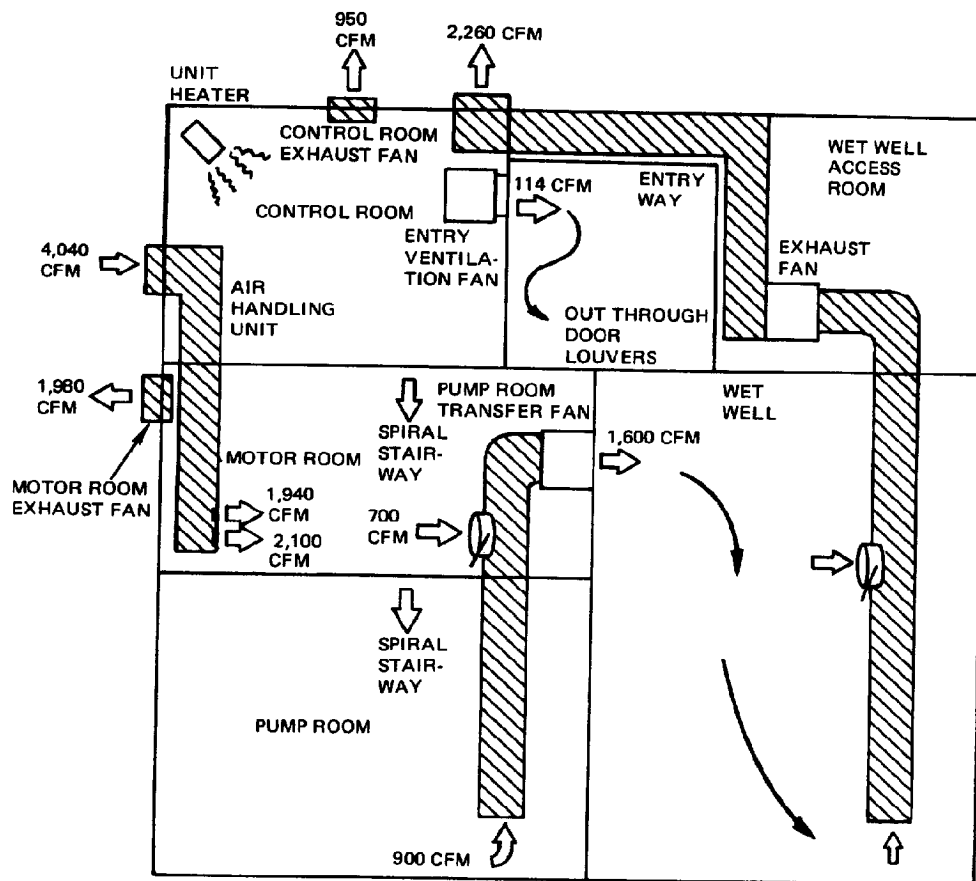 950
CFM
2,260 CFM
UNIT
HEATER
CONTROL ROOM
EXHAUST FAN
WET WELL
ACCESS
ROOM
114 CFM
ENTRY
WAY
CONTROL ROOM
ENTRY
VENTILA-
TION FAN
4,040
CFM
EXHAUST
FAN
AIR
HANDLING
UNIT
OUT THROUGH
DOOR
LOUVERS
1,980
CFM
PUMP ROOM
TRANSFER FAN
WET
WELL
SPIRAL
STAIR-
WAY
1,600 CFM
MOTOR ROOM
MOTOR ROOM
EXHAUST FAN
1,940
CFM
2,100
CFM
700
CFM
SPIRAL
STAIR-
WAY
PUMP ROOM
900 CFM